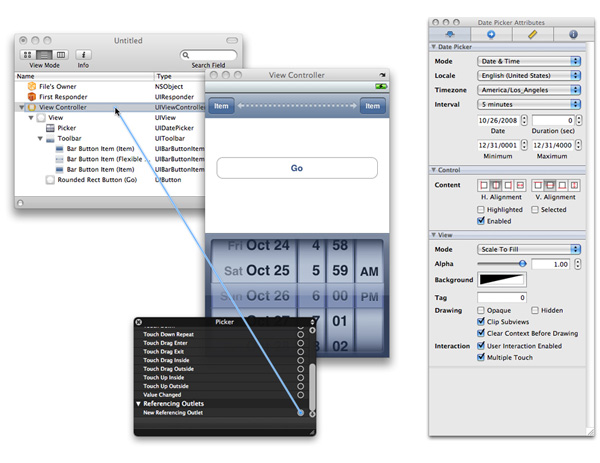 Untitled
View Mode
Info
Search Field
Name Type
File's Owner NSObject
First Responder UIResponder
View Controller UIViewController
View UIView
Picker UIDatePicker
Toolbar UIToolbar
Bar Button Item (Item) UIBarButtonItem
Bar Button Item (Flexible ... UIBarButtonItem
Bar Button Item (Item) UIBarButtonItem
Rounded Rect Button (Go) UIButton
View Controller
Item Item
Go
Fri Oct 24 4 58
Sat Oct 25 5 59 AM
Sun Oct 26 6 00 PM
7 01
8 02
Picker
Touch Down Repeat
Touch Drag Enter
Touch Drag Exit
Touch Drag Inside
Touch Drag Outside
Touch Up Inside
Touch Up Outside
Value Changed
Referencing Outlets
New Referencing Outlet
Date Picker Attributes
Date Picker
Mode Date & Time
Locale English (United States)
Timezone America/Los_Angeles
Interval 5 minutes
10/26/2008 0
Date Duration (sec)
12/31/0001 12/31/4000
Minimum Maximum
Control
Content
H. Alignment V. Alignment
Highlighted Selected
Enabled
View
Mode Scale To Fill
Alpha 1.00
Background
Tag 0
Drawing Opaque Hidden
Clip Subviews
Clear Context Before Drawing
Interaction User Interaction Enabled
Multiple Touch